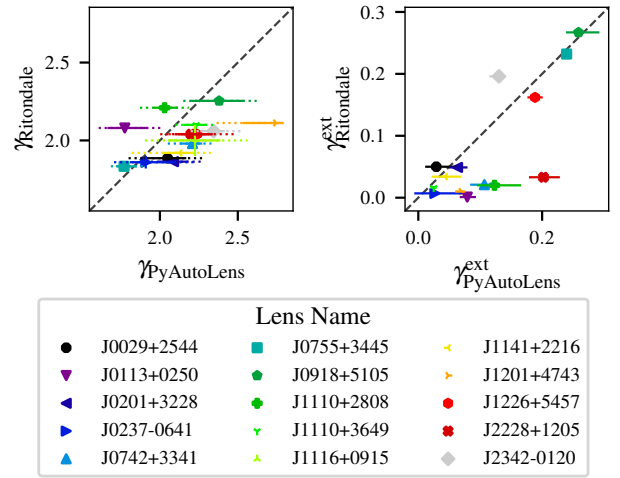 2.5
2.0
γRitondale
2.0 2.5
γPyAutoLens
0.3
0.2
0.1
0.0
γ^ext_Ritondale
0.0 0.2
γ^ext_PyAutoLens
Lens Name
J0029+2544 J0755+3445 J1141+2216
J0113+0250 J0918+5105 J1201+4743
J0201+3228 J1110+2808 J1226+5457
J0237-0641 J1110+3649 J2228+1205
J0742+3341 J1116+0915 J2342-0120